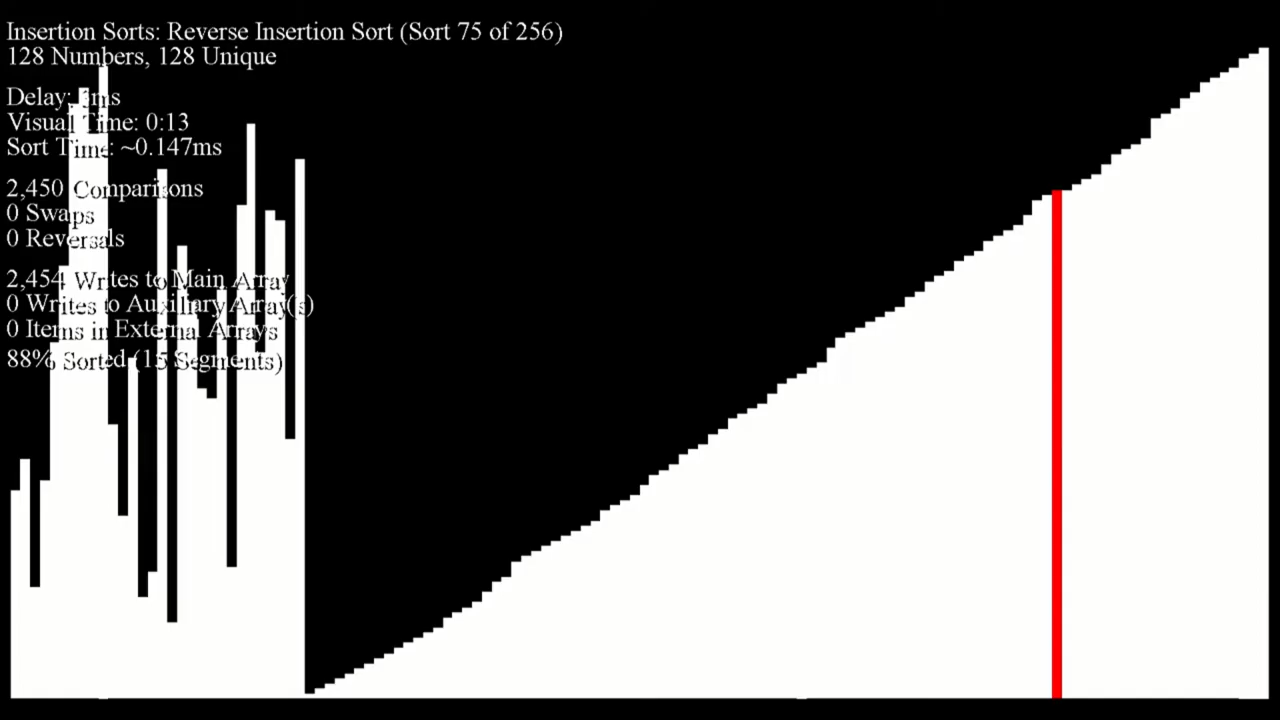 Insertion Sorts: Reverse Insertion Sort (Sort 75 of 256)
128 Numbers, 128 Unique
Delay: ms
Visual Time: 0:13
Sort Time: ~0.147ms
2,450 Comparisons
0 Swaps
0 Reversals
2,454 Writes to Main Array
0 Writes to Auxiliary Array(s)
0 Items in External Arrays
88% Sorted (15 Segments)